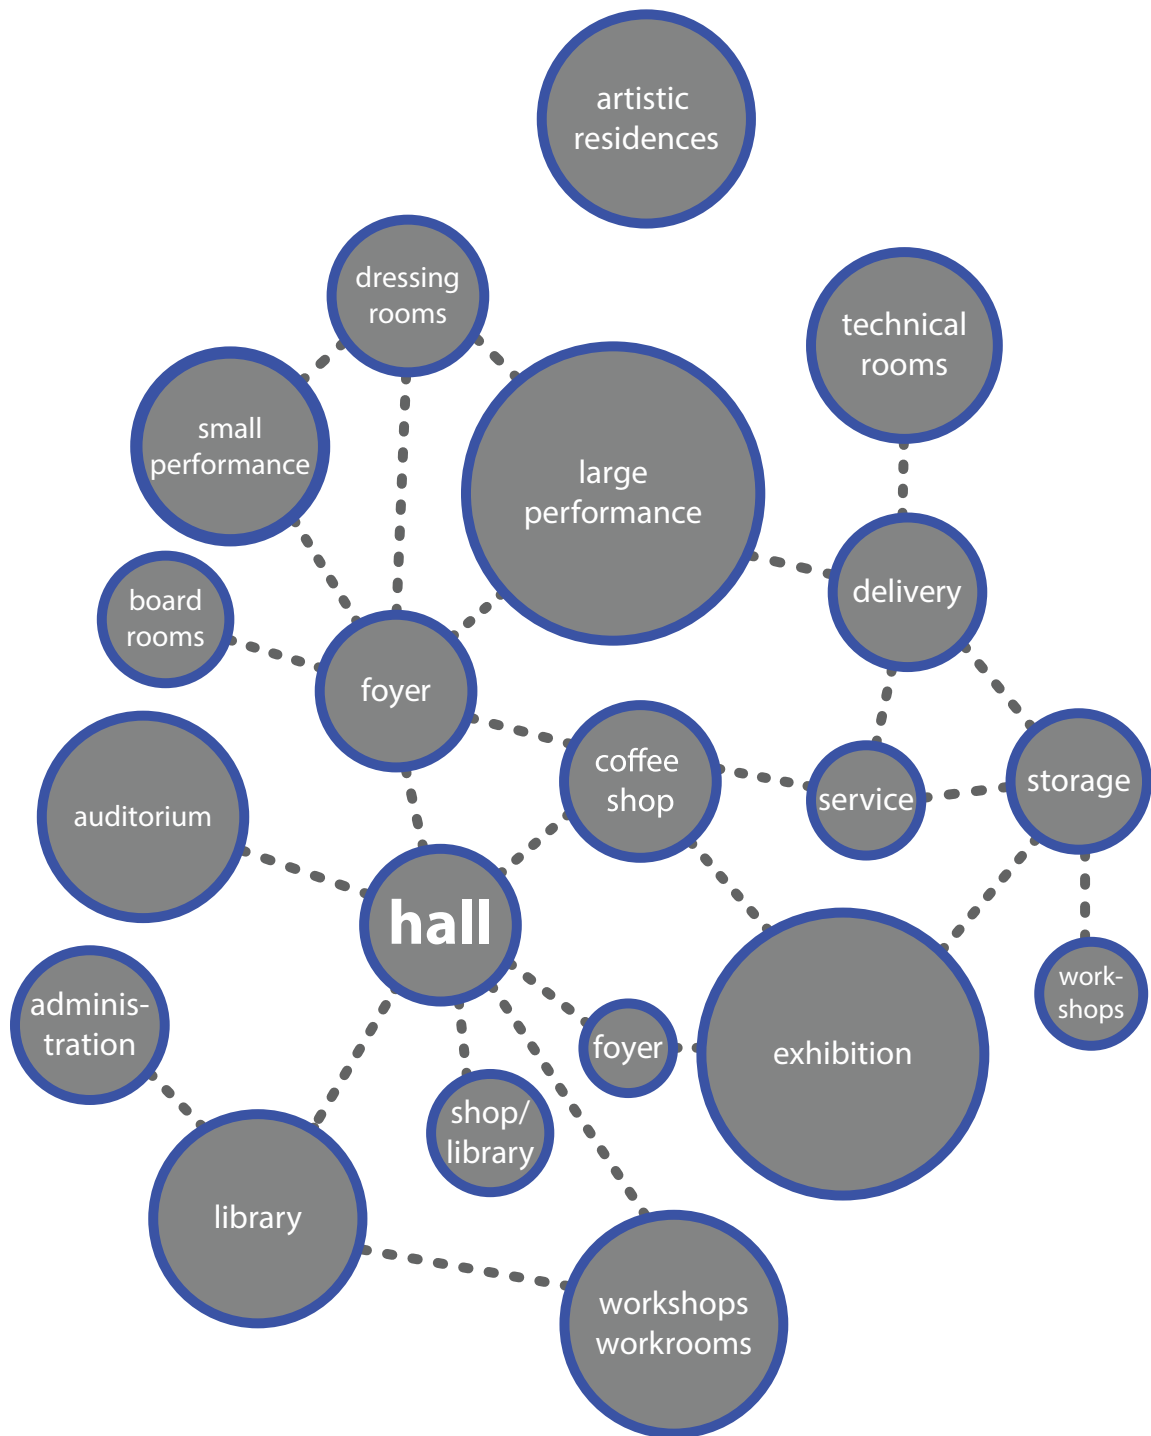 artistic
residences
dressing
rooms
technical
rooms
small
performance
large
performance
board
rooms
delivery
foyer
coffee
shop
service
storage
auditorium
hall
adminis-
tration
work-
shops
foyer
exhibition
shop/
library
library
workshops
workrooms